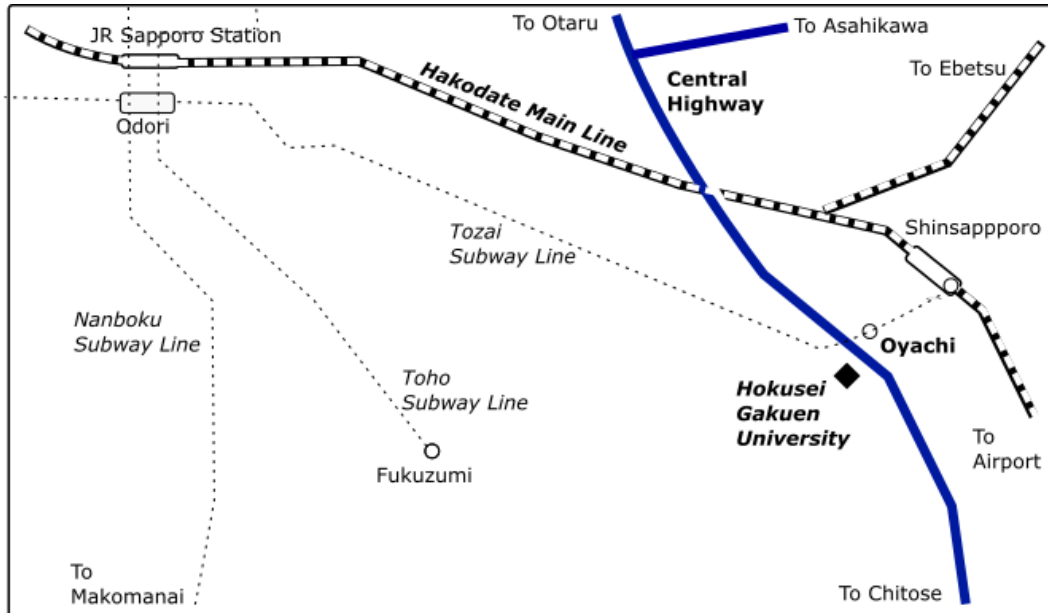 To Otaru
To Asahikawa
JR Sapporo Station
To Ebetsu
Central
Highway
Hakodate Main Line
Odori
Shinsappporo
Tozai
Subway Line
Nanboku
Subway Line
Oyachi
Toho
Subway Line
Hokusei
Gakuen
University
To
Airport
Fukuzumi
To
Makomanai
To Chitose